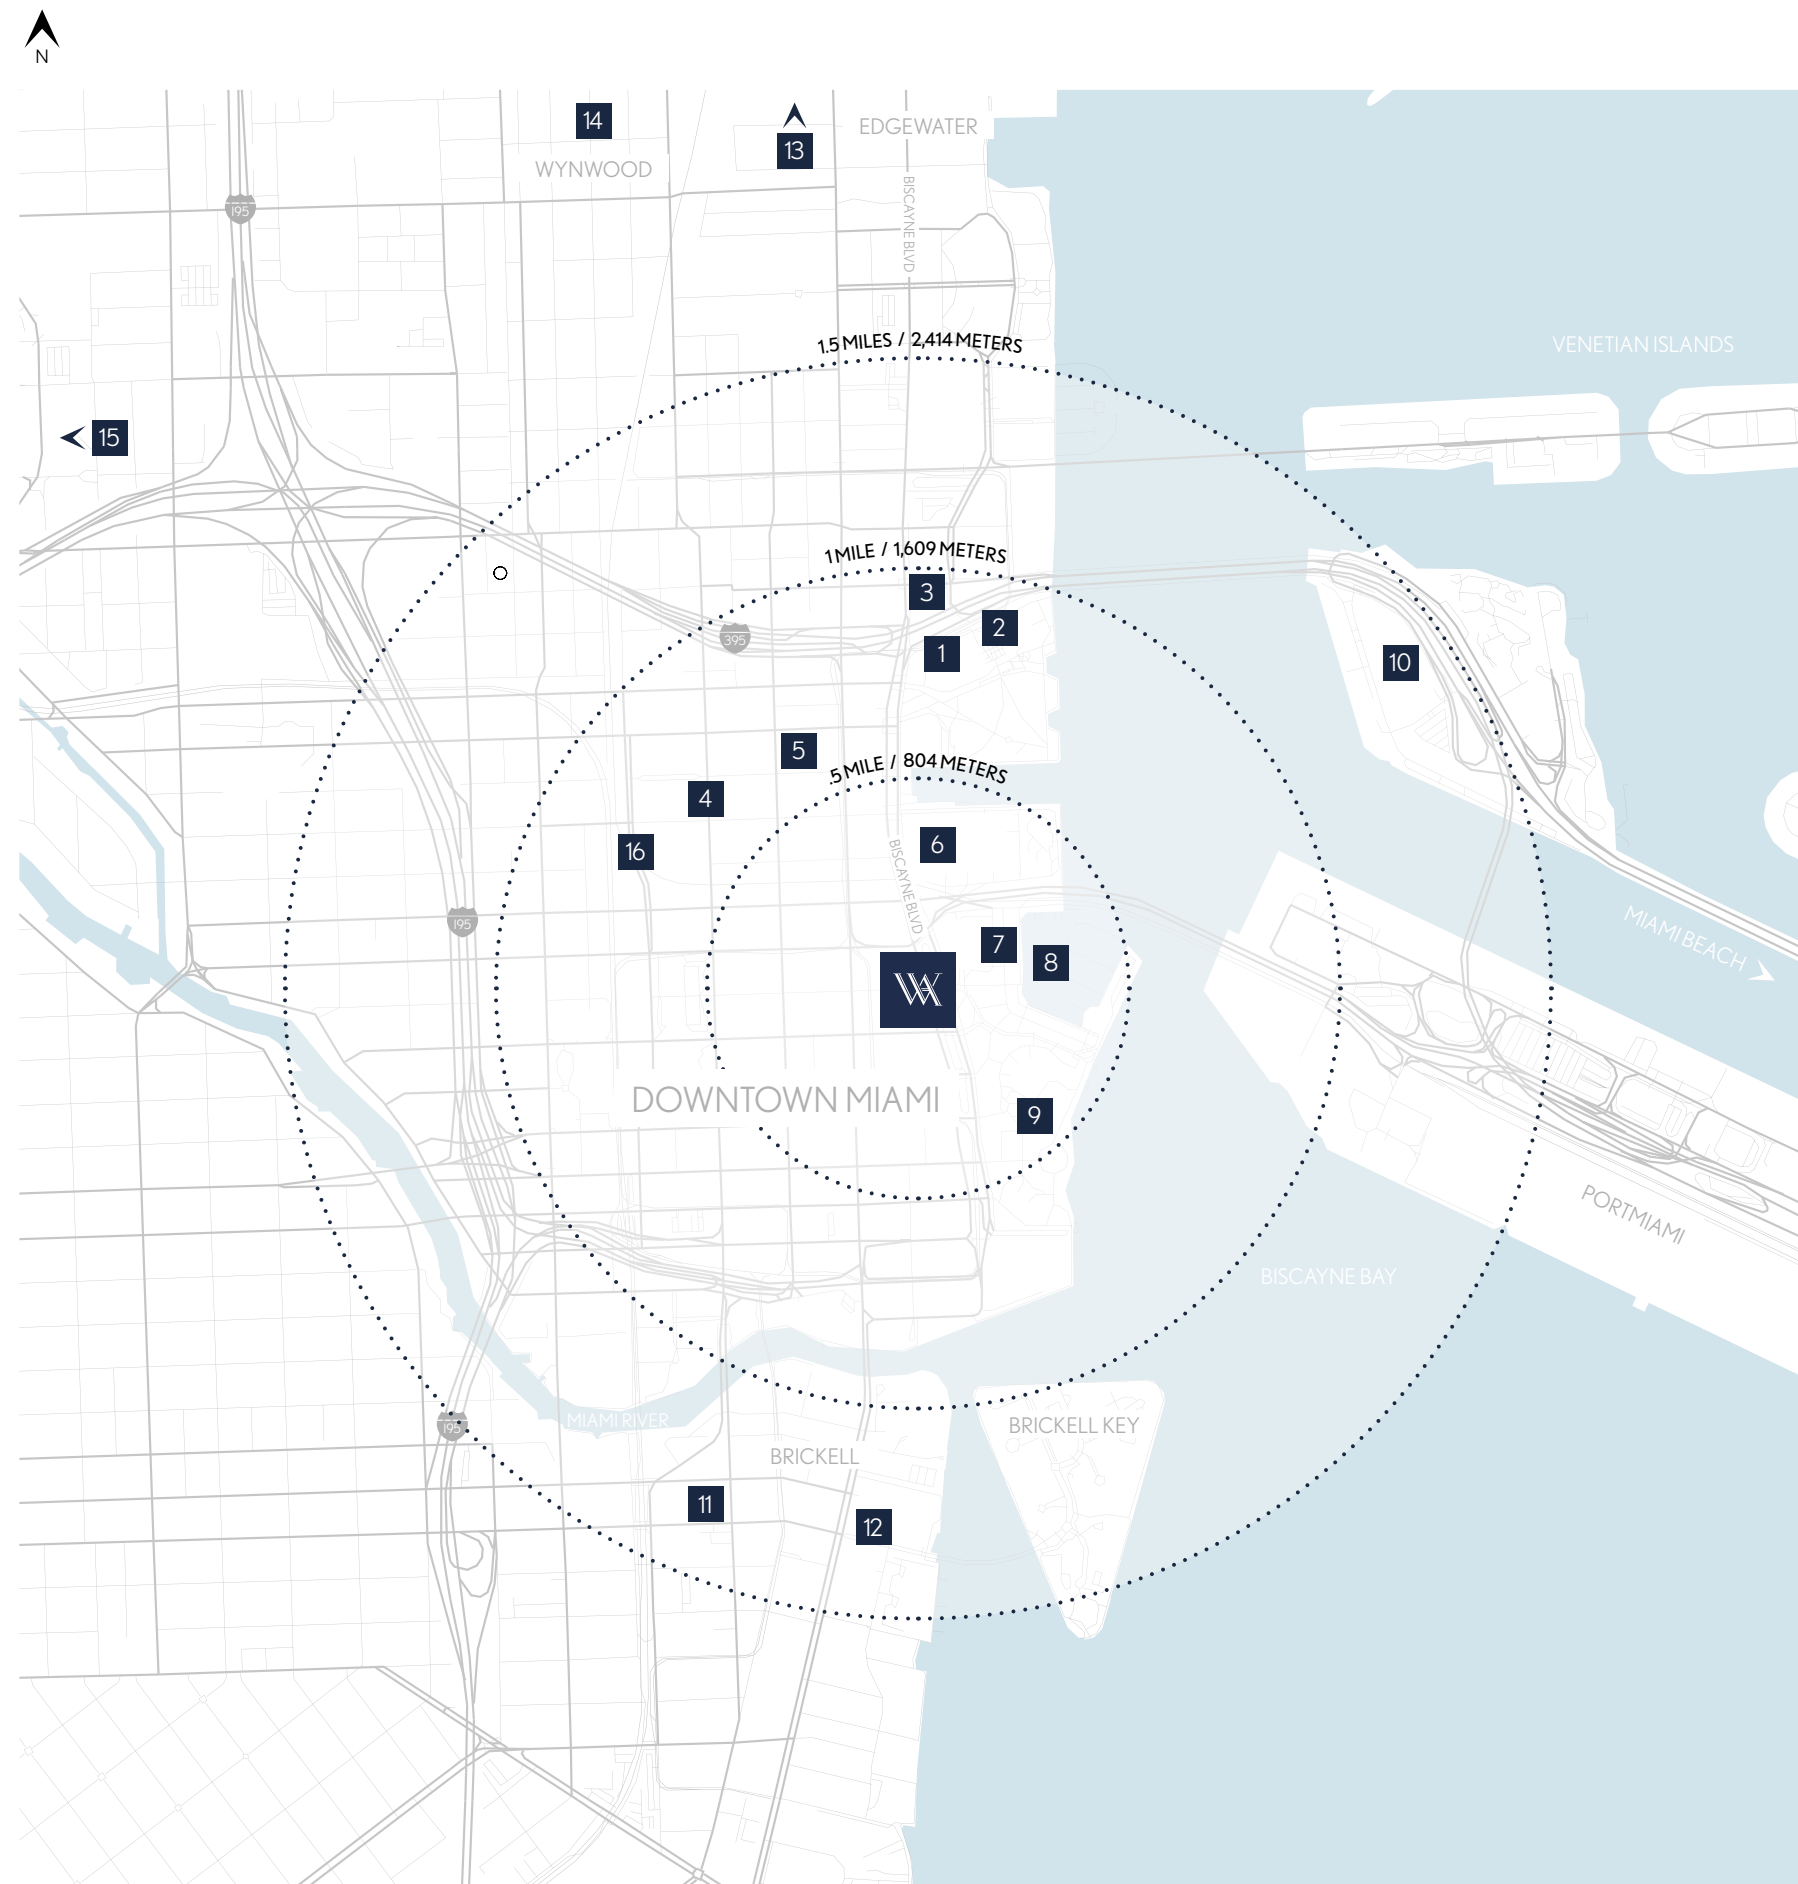 N
14
13
EDGEWATER
WYNWOOD
BISCAYNE BLVD
195
1.5 MILES / 2,414 METERS
VENETIAN ISLANDS
15
1 MILE / 1,609 METERS
3
2
395
1
10
5
.5 MILE / 804 METERS
4
6
16
BISCAYNE BLVD
195
7
8
MIAMI BEACH
WA
DOWNTOWN MIAMI
9
PORTMIAMI
BISCAYNE BAY
MIAMI RIVER
195
BRICKELL KEY
BRICKELL
11
12